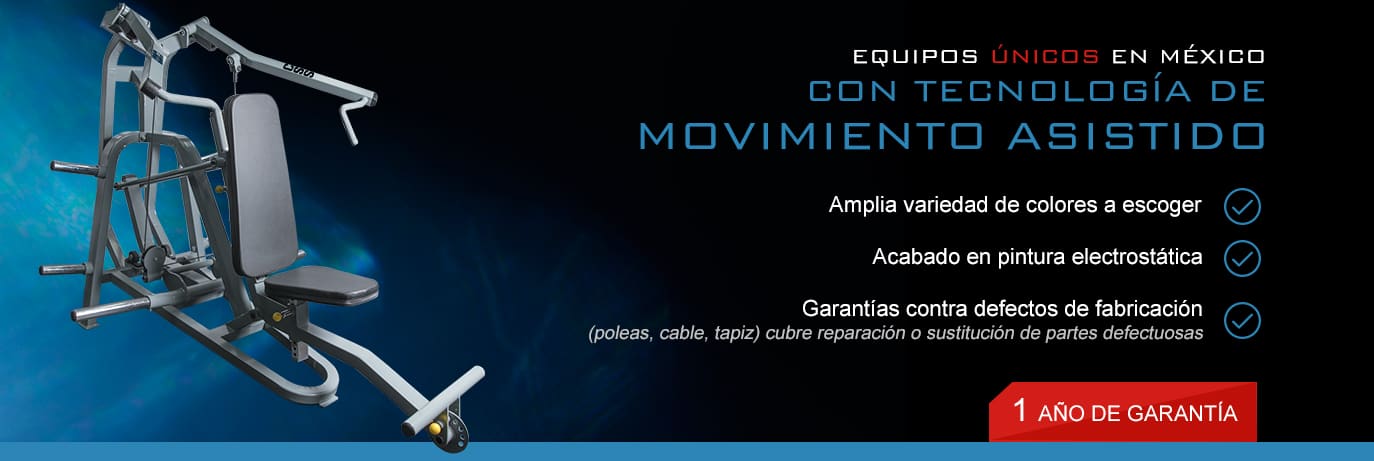 EQUIPOS ÚNICOS EN MÉXICO
CON TECNOLOGÍA DE
MOVIMIENTO ASISTIDO
Amplia variedad de colores a escoger
Acabado en pintura electrostática
Garantías contra defectos de fabricación
(poleas, cable, tapiz) cubre reparación o sustitución de partes defectuosas
1 AÑO DE GARANTÍA